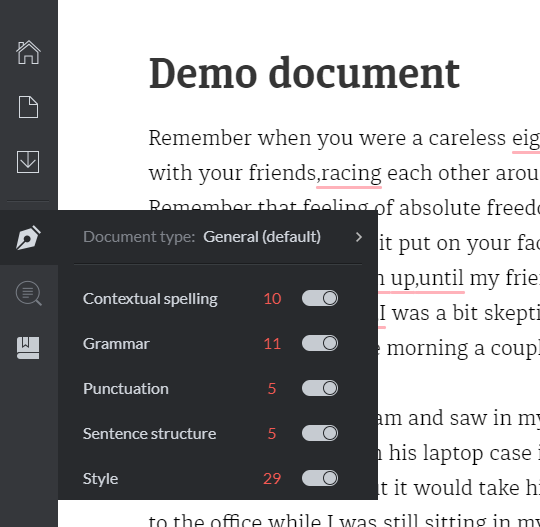 Demo document
Remember when you were a careless eig
with your friends,racing each other arou
Remember that feeling of absolute freed
Document type: General (default)
it put on your fac
Contextual spelling 10
up,until my frie
I was a bit skepti
Grammar 11
morning a coupl
Punctuation 5
am and saw in my
Sentence structure 5
his laptop case i
Style 29
t it would take h
to the office while I was still sitting in my